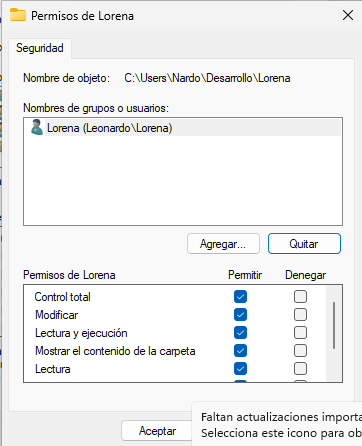 Permisos de Lorena
Seguridad
Nombre de objeto: C:\Users\Nardo\Desarrollo\Lorena
Nombres de grupos o usuarios:
Lorena (Leonardo\Lorena)
Agregar... Quitar
Permisos de Lorena Permitir Denegar
Control total
Modificar
Lectura y ejecución
Mostrar el contenido de la carpeta
Lectura
Aceptar
Faltan actualizaciones importa
Selecciona este icono para ob